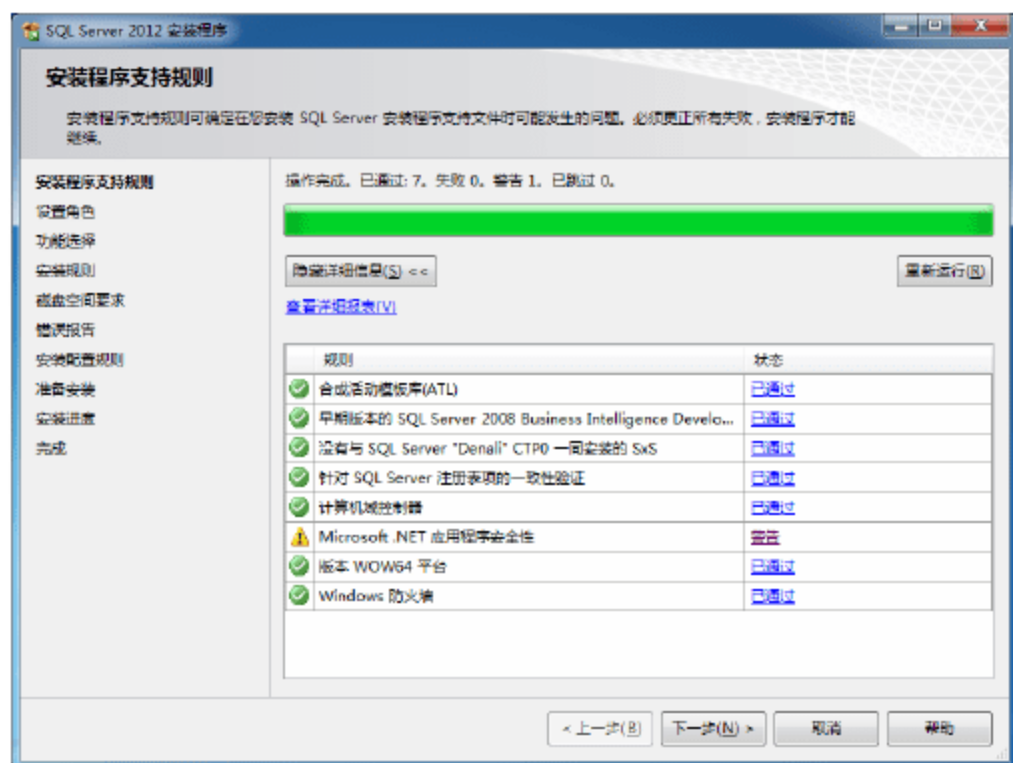 SQL Server 2012 安装程序
安装程序支持规则
安装程序支持规则可确定在您安装 SQL Server 安装程序支持文件时可能发生的问题。必须更正所有失败，安装程序才能
继续。
安装程序支持规则
设置角色
功能选择
安装规则
磁盘空间要求
错误报告
安装配置规则
准备安装
安装进度
完成
操作完成。已通过: 7。失败 0。警告 1。已跳过 0。
隐藏详细信息(S) <<
重新运行(R)
查看详细报表(V)
规则 状态
合成活动模板库(ATL) 已通过
早期版本的 SQL Server 2008 Business Intelligence Develo... 已通过
没有与 SQL Server "Denali" CTP0 一同安装的 SxS 已通过
针对 SQL Server 注册表项的一致性验证 已通过
计算机域控制器 已通过
Microsoft .NET 应用程序安全性 警告
版本 WOW64 平台 已通过
Windows 防火墙 已通过
< 上一步(B) 下一步(N) > 取消 帮助